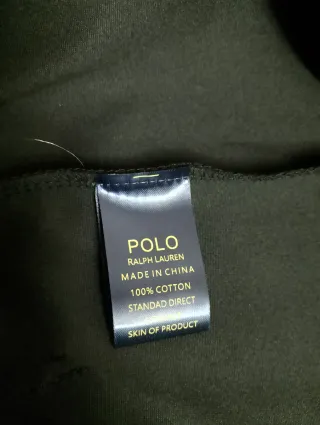 POLO
RALPH LAUREN
MADE IN CHINA
100% COTTON
STANDAD DIRECT
SKIN OF PRODUCT